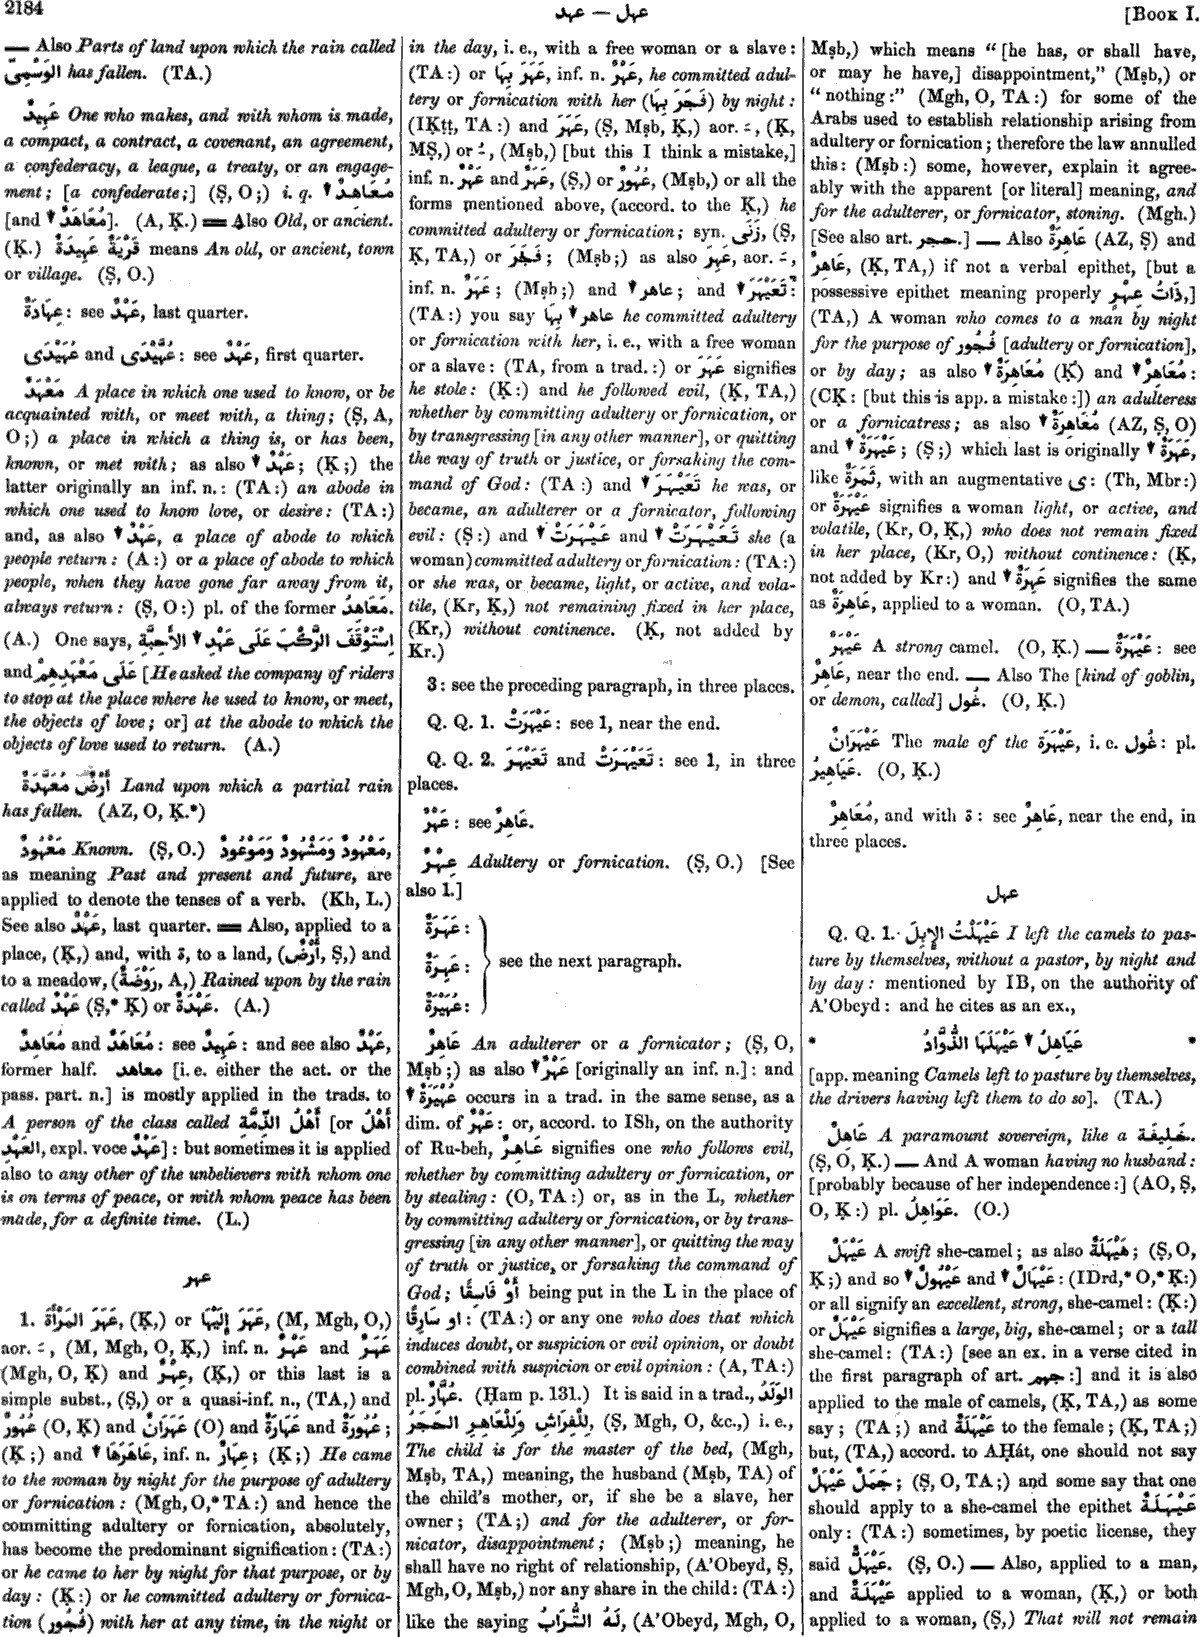 2184
عهد — عهل
[BOOK I.
— Also Parts of land upon which the rain called
الوَسْمِىّ has fallen. (TA.)
عَهِيدٌ One who makes, and with whom is made,
a compact, a contract, a covenant, an agreement,
a confederacy, a league, a treaty, or an engage-
ment; [a confederate;] (Ṣ, O;) i. q. ▼ مُعَاهِدٌ
[and ▼ مُعَاهَدٌ]. (A, Ḳ.) ═ Also Old, or ancient.
(Ḳ.) قَرْيَةٌ عَهِيدَةٌ means An old, or ancient, town
or village. (Ṣ, O.)
عِهَادَةٌ: see عَهْدٌ, last quarter.
عُهَيْدَى and عُهَّيْدَى: see عَهْدٌ, first quarter.
مَعْهَدٌ A place in which one used to know, or be
acquainted with, or meet with, a thing; (Ṣ, A,
O;) a place in which a thing is, or has been,
known, or met with; as also ▼ عَهْدٌ; (Ḳ;) the
latter originally an inf. n.: (TA:) an abode in
which one used to know love, or desire: (TA:)
and, as also ▼ عَهْدٌ, a place of abode to which
people return: (A:) or a place of abode to which
people, when they have gone far away from it,
always return: (Ṣ, O:) pl. of the former مَعَاهِدُ.
(A.) One says, اِسْتَوْقَفَ الرَّكْبَ عَلَى عَهْدِ ▼ الأَحِبَّةِ
and عَلَى مَعْهَدِهِمْ [He asked the company of riders
to stop at the place where he used to know, or meet,
the objects of love; or] at the abode to which the
objects of love used to return. (A.)
أَرْضٌ مُعَهَّدَةٌ Land upon which a partial rain
has fallen. (AZ, O, Ḳ.*)
مَعْهُودٌ Known. (Ṣ, O.) مَعْهُودٌ وَمَشْهُودٌ وَمَوْعُودٌ,
as meaning Past and present and future, are
applied to denote the tenses of a verb. (Kh, L.)
See also عَهْدٌ, last quarter. ═ Also, applied to a
place, (Ḳ,) and, with ة, to a land, (أَرْضٌ, Ṣ,) and
to a meadow, (رَوْضَةٌ, A,) Rained upon by the rain
called عَهْدٌ (Ṣ,* Ḳ) or عَهْدَةٌ. (A.)
مُعَاهَدٌ and مُعَاهِدٌ: see عَهِيدٌ: and see also عَهْدٌ,
former half. معاهد [i. e. either the act. or the
pass. part. n.] is mostly applied in the trads. to
A person of the class called أَهْلُ الذِّمَّةِ [or أَهْلُ
العَهْدِ, expl. voce عَهْدٌ]: but sometimes it is applied
also to any other of the unbelievers with whom one
is on terms of peace, or with whom peace has been
made, for a definite time. (L.)
عهر
1. عَهَرَ المَرْأَةَ, (Ḳ,) or عَهَرَ إِلَيْهَا, (M, Mgh, O,)
aor. ـَ, (M, Mgh, O, Ḳ,) inf. n. عَهْرٌ and عَهَرٌ
(Mgh, O, Ḳ) and عِهْرٌ, (Ḳ,) or this last is a
simple subst., (Ṣ,) or a quasi-inf. n., (TA,) and
عُهُورٌ (O, Ḳ) and عَهَرَانٌ (O) and عَهَارَةٌ and عُهُورَةٌ;
(Ḳ;) and ▼ عَاهَرَهَا, inf. n. عِهَارٌ; (Ḳ;) He came
to the woman by night for the purpose of adultery
or fornication: (Mgh, O,* TA:) and hence the
committing adultery or fornication, absolutely,
has become the predominant signification: (TA:)
or he came to her by night for that purpose, or by
day: (Ḳ:) or he committed adultery or fornica-
tion (فُجُور) with her at any time, in the night or
in the day, i. e., with a free woman or a slave:
(TA:) or عَهَرَ بِهَا, inf. n. عَهْرٌ, he committed adul-
tery or fornication with her (فَجَرَ بِهَا) by night:
(IḲṭṭ, TA:) and عَهَرَ, (Ṣ, Mṣb, Ḳ,) aor. ـَ, (Ḳ,
MṢ,) or ـُ, (Mṣb,) [but this I think a mistake,]
inf. n. عَهْرٌ and عَهَرٌ, (Ṣ,) or عُهُورٌ, (Mṣb,) or all the
forms mentioned above, (accord. to the Ḳ,) he
committed adultery or fornication; syn. زَنَى, (Ṣ,
Ḳ, TA,) or فَجَرَ; (Mṣb;) as also عَهِرَ, aor. ـَ,
inf. n. عَهَرٌ; (Mṣb;) and ▼ عاهر; and ▼ تَعَيْهَرَ:
(TA:) you say ▼ عاهر بِهَا he committed adultery
or fornication with her, i. e., with a free woman
or a slave: (TA, from a trad.:) or عَهَرَ signifies
he stole: (Ḳ:) and he followed evil, (Ḳ, TA,)
whether by committing adultery or fornication, or
by transgressing [in any other manner], or quitting
the way of truth or justice, or forsaking the com-
mand of God: (TA:) and ▼ تَعَيْهَرَ he was, or
became, an adulterer or a fornicator, following
evil: (Ṣ:) and ▼ عَيْهَرَتْ and ▼ تَعَيْهَرَتْ she (a
woman) committed adultery or fornication: (TA:)
or she was, or became, light, or active, and vola-
tile, (Kr, Ḳ,) not remaining fixed in her place,
(Kr,) without continence. (Ḳ, not added by
Kr.)
3: see the preceding paragraph, in three places.
Q. Q. 1. عَيْهَرَتْ: see 1, near the end.
Q. Q. 2. تَعَيْهَرَ and تَعَيْهَرَتْ: see 1, in three
places.
عَهْرٌ: see عَاهِرٌ.
عِهْرٌ Adultery or fornication. (Ṣ, O.) [See
also 1.]
عَهَرَةٌ:
عَهِرَةٌ: see the next paragraph.
عُهَيْرَةٌ:
عَاهِرٌ An adulterer or a fornicator; (Ṣ, O,
Mṣb;) as also ▼ عَهْرٌ [originally an inf. n.]: and
▼ عُهَيْرَةٌ occurs in a trad. in the same sense, as a
dim. of عَهْرٌ: or, accord. to ISh, on the authority
of Ru-beh, عَاهِرٌ signifies one who follows evil,
whether by committing adultery or fornication, or
by stealing: (O, TA:) or, as in the L, whether
by committing adultery or fornication, or by trans-
gressing [in any other manner], or quitting the way
of truth or justice, or forsaking the command of
God; أَوْ فَاسِقًا being put in the L in the place of
او سَارِقًا: (TA:) or any one who does that which
induces doubt, or suspicion or evil opinion, or doubt
combined with suspicion or evil opinion: (A, TA:)
pl. عُهَّارٌ. (Ḥam p. 131.) It is said in a trad., الوَلَدُ
لِلْفِرَاشِ وَلِلْعَاهِرِ الحَجَرُ, (Ṣ, Mgh, O, &c.,) i. e.,
The child is for the master of the bed, (Mgh,
Mṣb, TA,) meaning, the husband (Mṣb, TA) of
the child's mother, or, if she be a slave, her
owner; (TA;) and for the adulterer, or for-
nicator, disappointment; (Mṣb;) meaning, he
shall have no right of relationship, (A'Obeyd, Ṣ,
Mgh, O, Mṣb,) nor any share in the child: (TA:)
like the saying لَهُ التُّرَابُ, (A'Obeyd, Mgh, O,
Mṣb,) which means "[he has, or shall have,
or may he have,] disappointment," (Mṣb,) or
"nothing:" (Mgh, O, TA:) for some of the
Arabs used to establish relationship arising from
adultery or fornication; therefore the law annulled
this: (Mṣb:) some, however, explain it agree-
ably with the apparent [or literal] meaning, and
for the adulterer, or fornicator, stoning. (Mgh.)
[See also art. حجر.] — Also عَاهِرَةٌ (AZ, Ṣ) and
عَاهِرٌ, (Ḳ, TA,) if not a verbal epithet, [but a
possessive epithet meaning properly ذَاتُ عِهْرٍ,]
(TA,) A woman who comes to a man by night
for the purpose of فُجُور [adultery or fornication],
or by day; as also ▼ مُعَاهِرَةٌ (Ḳ) and ▼ مُعَاهِرٌ:
(CḲ: [but this is app. a mistake:]) an adulteress
or a fornicatress; as also ▼ مُعَاهِرَةٌ (AZ, Ṣ, O)
and ▼ عَيْهَرَةٌ; (Ṣ;) which last is originally ▼ عَهَرَةٌ,
like ثَمَرَةٌ, with an augmentative ى: (Th, Mbr:)
or عَيْهَرَةٌ signifies a woman light, or active, and
volatile, (Kr, O, Ḳ,) who does not remain fixed
in her place, (Kr, O,) without continence: (Ḳ,
not added by Kr:) and ▼ عَهِرَةٌ signifies the same
as عَاهِرَةٌ, applied to a woman. (O, TA.)
عَيْهَرٌ A strong camel. (O, Ḳ.) — عَيْهَرَةٌ: see
عَاهِرٌ, near the end. — Also The [kind of goblin,
or demon, called] غُول. (O, Ḳ.)
عَيْهَرَانٌ The male of the عَيْهَرَة, i. e. غُول: pl.
عَيَاهِيرُ. (O, Ḳ.)
مُعَاهِرٌ, and with ة: see عَاهِرٌ, near the end, in
three places.
عهل
Q. Q. 1. عَيْهَلْتُ الإِبِلَ I left the camels to pas-
ture by themselves, without a pastor, by night and
by day: mentioned by IB, on the authority of
A'Obeyd: and he cites as an ex.,
* عَيَاهِلُ ▼ عَيْهَلَهَا الذُّوَّادُ *
[app. meaning Camels left to pasture by themselves,
the drivers having left them to do so]. (TA.)
عَاهِلٌ A paramount sovereign, like a خَلِيفَة.
(Ṣ, O, Ḳ.) — And A woman having no husband:
[probably because of her independence:] (AO, Ṣ,
O, Ḳ:) pl. عَوَاهِلُ. (O.)
عَيْهَلٌ A swift she-camel; as also عَيْهَلَةٌ; (Ṣ, O,
Ḳ;) and so ▼ عَيْهُولٌ and ▼ عَيْهَالٌ: (IDrd,* O,* Ḳ:)
or all signify an excellent, strong, she-camel: (Ḳ:)
or عَيْهَلٌ signifies a large, big, she-camel; or a tall
she-camel: (TA:) [see an ex. in a verse cited in
the first paragraph of art. جهم:] and it is also
applied to the male of camels, (Ḳ, TA,) as some
say; (TA;) and عَيْهَلَةٌ to the female; (Ḳ, TA;)
but, (TA,) accord. to AḤát, one should not say
جَمَلٌ عَيْهَلٌ; (Ṣ, O, TA;) and some say that one
should apply to a she-camel the epithet عَيْهَلَةٌ
only: (TA:) sometimes, by poetic license, they
said عَيْهَلٌّ. (Ṣ, O.) — Also, applied to a man,
and عَيْهَلَةٌ applied to a woman, (Ḳ,) or both
applied to a woman, (Ṣ,) That will not remain